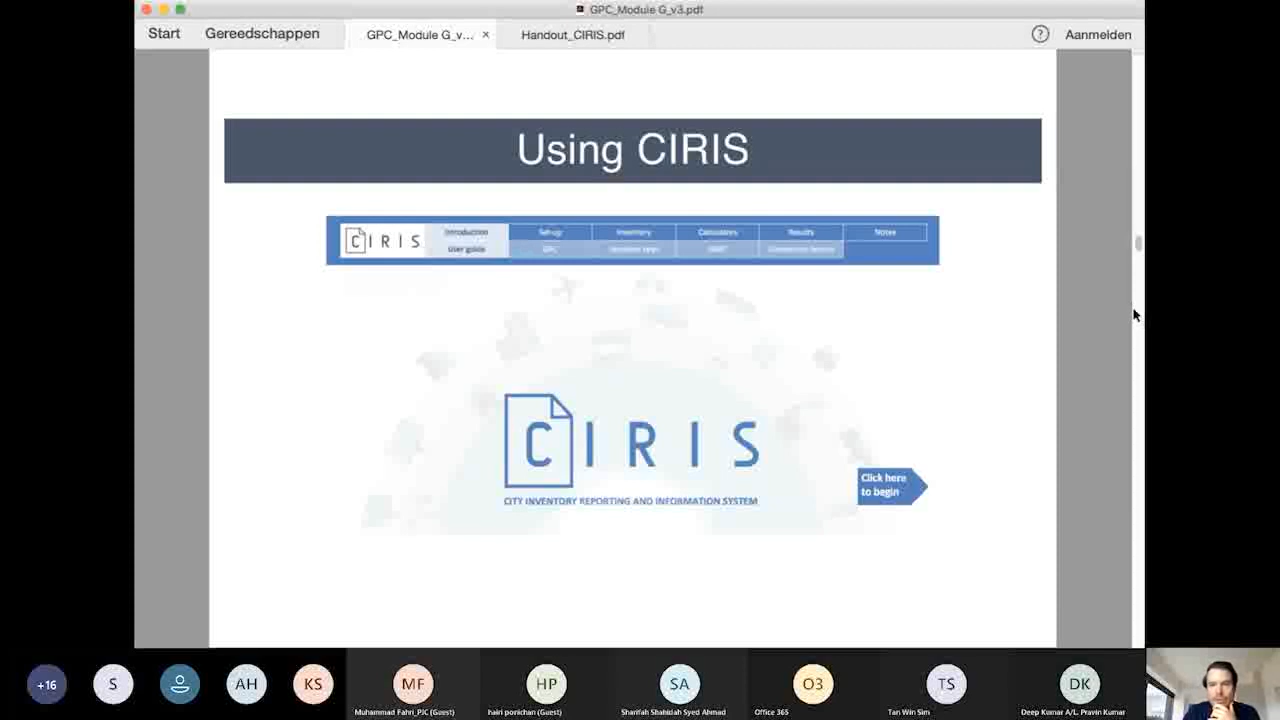 GPC_Module G_v3.pdf
Start Gereedschappen GPC_Module G_v... × Handout_CIRIS.pdf ? Aanmelden
Using CIRIS
CIRIS Introduction Set-up Inventory Calculators Results Notes
User guide GPC
CIRIS
CITY INVENTORY REPORTING AND INFORMATION SYSTEM
Click here
to begin
+16 S AH KS MF HP SA O3 TS DK
Muhammad Fahri_PJC (Guest) Sharifah Shahidah Syed Ahmad Office 365 Tan Win Sim Deep Kumar A/L. Pravin Kumar